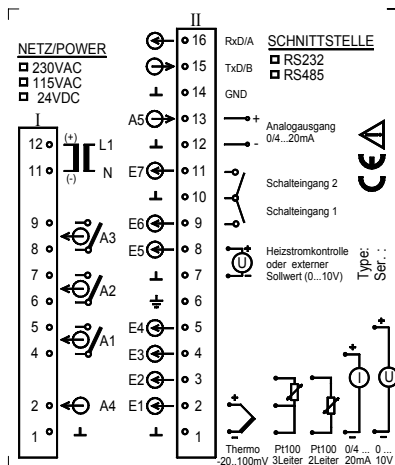 II
NETZ/POWER
230VAC
115VAC
24VDC
I
SCHNITTSTELLE
RS232
RS485
16 RxD/A
15 TxD/B
14 GND
A5 13 +
12 -
Analogausgang
0/4...20mA
E7 11
10
Schalteingang 2
Schalteingang 1
E6 9
E5 8
7
6
+
U
-
Heizstromkontrolle
oder externer
Sollwert (0...10V)
E4 5
E3 4
E2 3
E1 2
1
12 (+) L1
11 (-) N
9
8 A3
7
6 A2
5
4 A1
2 A4
1
CE
Type:
Ser. :
+
-
Thermo
-20..100mV
Pt100
3Leiter
Pt100
2Leiter
+
I
-
0/4 ...
20mA
+
U
-
0 ...
10V